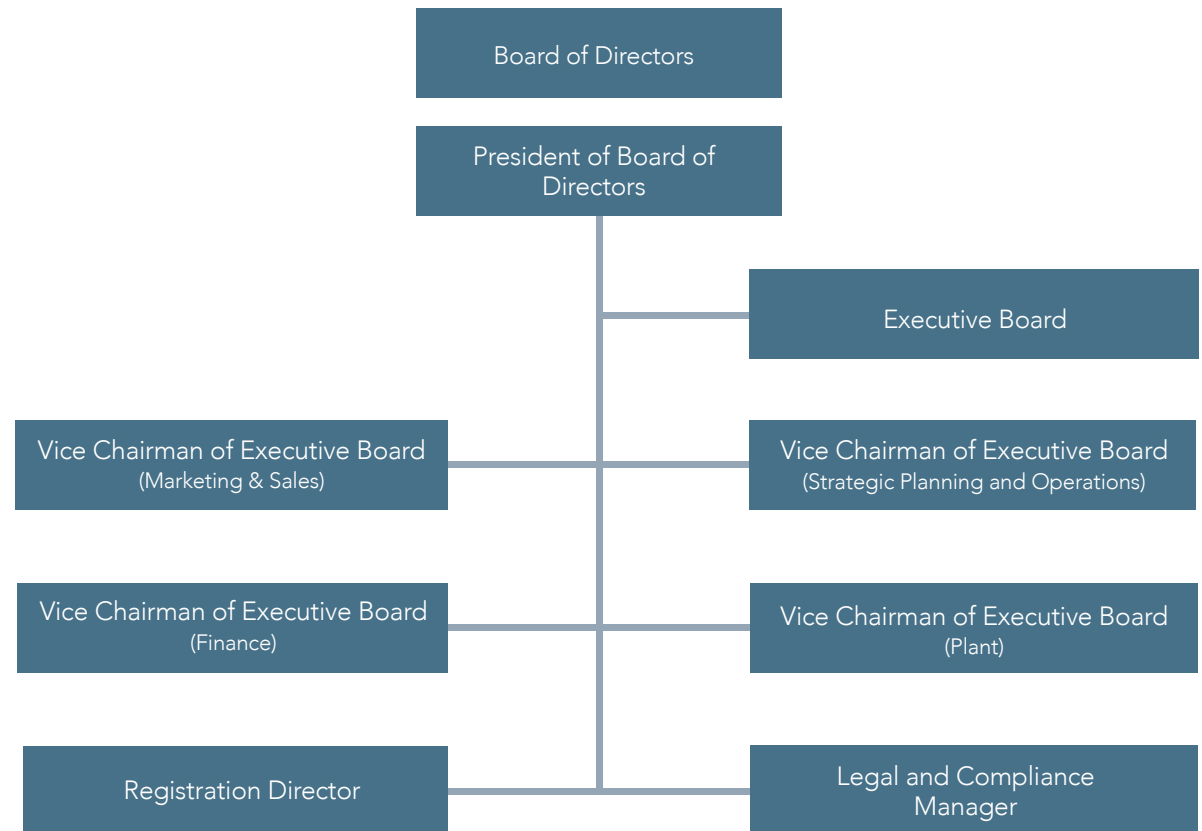 Board of Directors
President of Board of
Directors
Executive Board
Vice Chairman of Executive Board
(Marketing & Sales)
Vice Chairman of Executive Board
(Strategic Planning and Operations)
Vice Chairman of Executive Board
(Finance)
Vice Chairman of Executive Board
(Plant)
Registration Director
Legal and Compliance
Manager